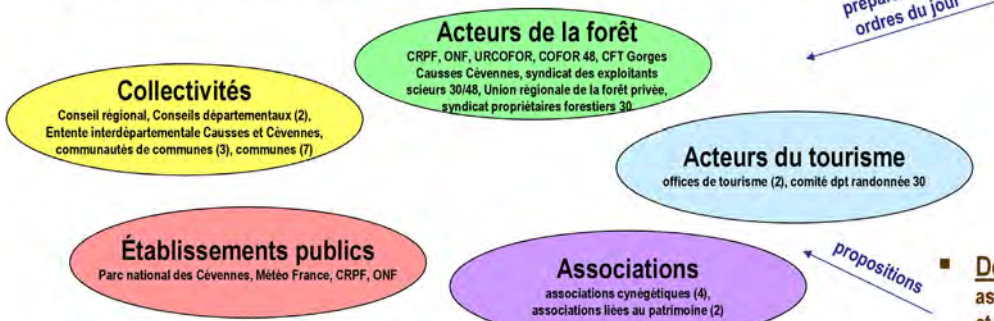 ordres du jour
Acteurs de la forêt
CRPF, ONF, URCOFOR, COFOR 48, CFT Gorges
Causses Cévennes, syndicat des exploitants
scieurs 30/48, Union régionale de la forêt privée,
syndicat propriétaires forestiers 30
Collectivités
Conseil régional, Conseils départementaux (2),
Entente interdépartementale Causses et Cévennes,
communautés de communes (3), communes (7)
Acteurs du tourisme
offices de tourisme (2), comité dpt randonnée 30
Établissements publics
Parc national des Cévennes, Météo France, CRPF, ONF
Associations
associations cynégétiques (4),
associations liées au patrimoine (2)
propositions